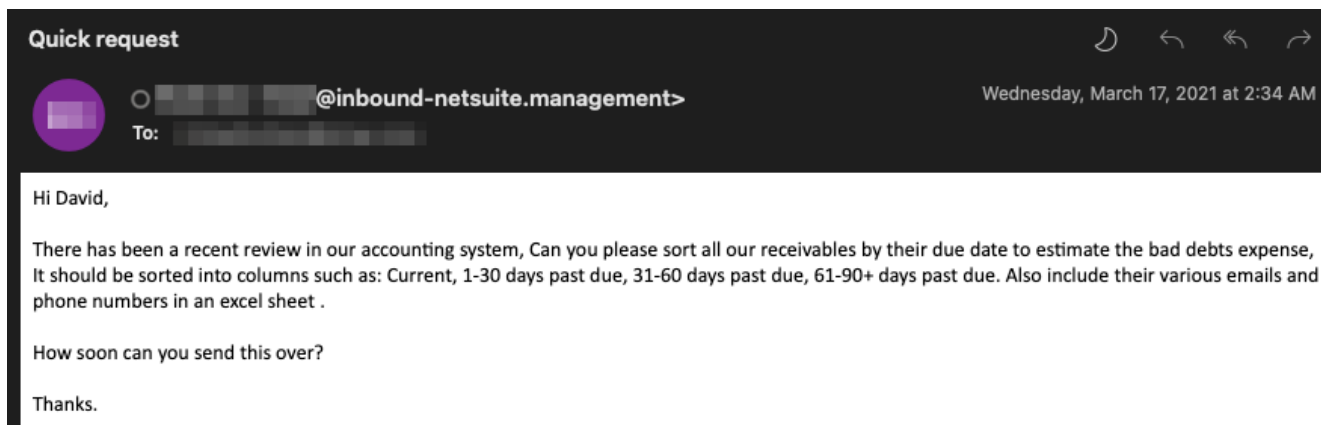 Quick request
@inbound-netsuite.management>
Wednesday, March 17, 2021 at 2:34 AM
To:
Hi David,
There has been a recent review in our accounting system, Can you please sort all our receivables by their due date to estimate the bad debts expense,
It should be sorted into columns such as: Current, 1-30 days past due, 31-60 days past due, 61-90+ days past due. Also include their various emails and
phone numbers in an excel sheet .
How soon can you send this over?
Thanks.